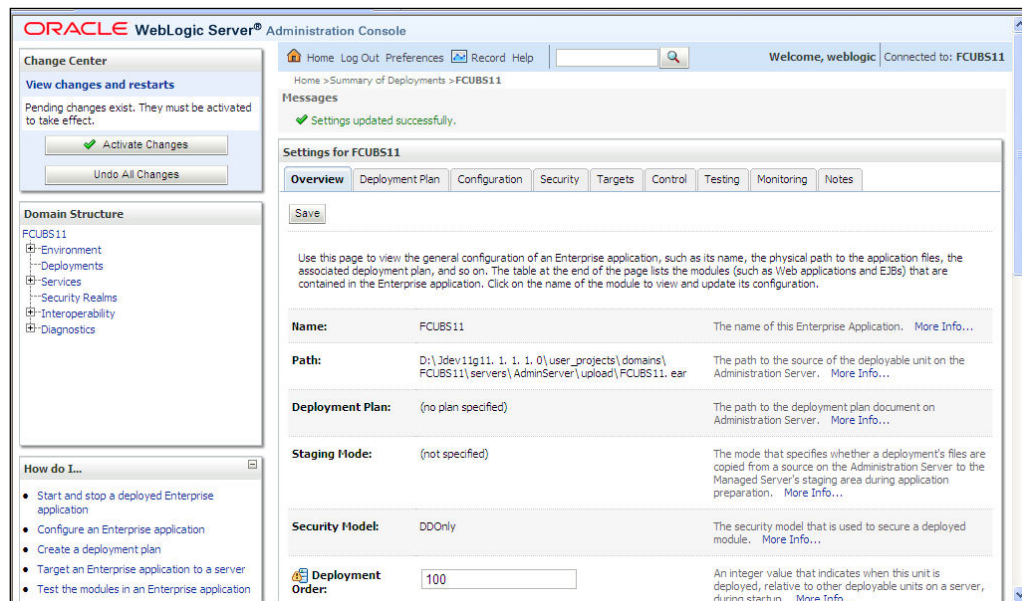 ORACLE WebLogic Server® Administration Console
Change Center
View changes and restarts
Pending changes exist. They must be activated
to take effect.
Activate Changes
Undo All Changes
Domain Structure
FCUBS11
Environment
Deployments
Services
Security Realms
Interoperability
Diagnostics
How do I...
Start and stop a deployed Enterprise
application
Configure an Enterprise application
Create a deployment plan
Target an Enterprise application to a server
Test the modules in an Enterprise application
Home Log Out Preferences Record Help
Welcome, weblogic Connected to: FCUBS11
Home >Summary of Deployments >FCUBS11
Messages
Settings updated successfully.
Settings for FCUBS11
Overview Deployment Plan Configuration Security Targets Control Testing Monitoring Notes
Save
Use this page to view the general configuration of an Enterprise application, such as its name, the physical path to the application files, the
associated deployment plan, and so on. The table at the end of the page lists the modules (such as Web applications and EJBs) that are
contained in the Enterprise application. Click on the name of the module to view and update its configuration.
Name: FCUBS11 The name of this Enterprise Application. More Info...
Path: D:\Jdev11g11. 1. 1. 1. 0\user_projects\domains\ The path to the source of the deployable unit on the
FCUBS11\servers\AdminServer\upload\FCUBS11. ear Administration Server. More Info...
Deployment Plan: (no plan specified) The path to the deployment plan document on
Administration Server. More Info...
Staging Mode: (not specified) The mode that specifies whether a deployment's files are
copied from a source on the Administration Server to the
Managed Server's staging area during application
preparation. More Info...
Security Model: DDOnly The security model that is used to secure a deployed
module. More Info...
Deployment 100 An integer value that indicates when this unit is
Order: deployed, relative to other deployable units on a server,
during startup. More Info...